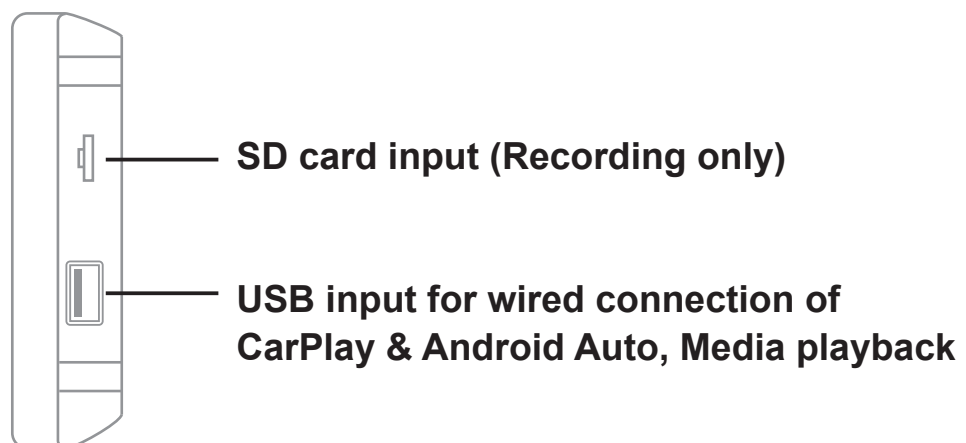 SD card input (Recording only)
USB input for wired connection of
CarPlay & Android Auto, Media playback